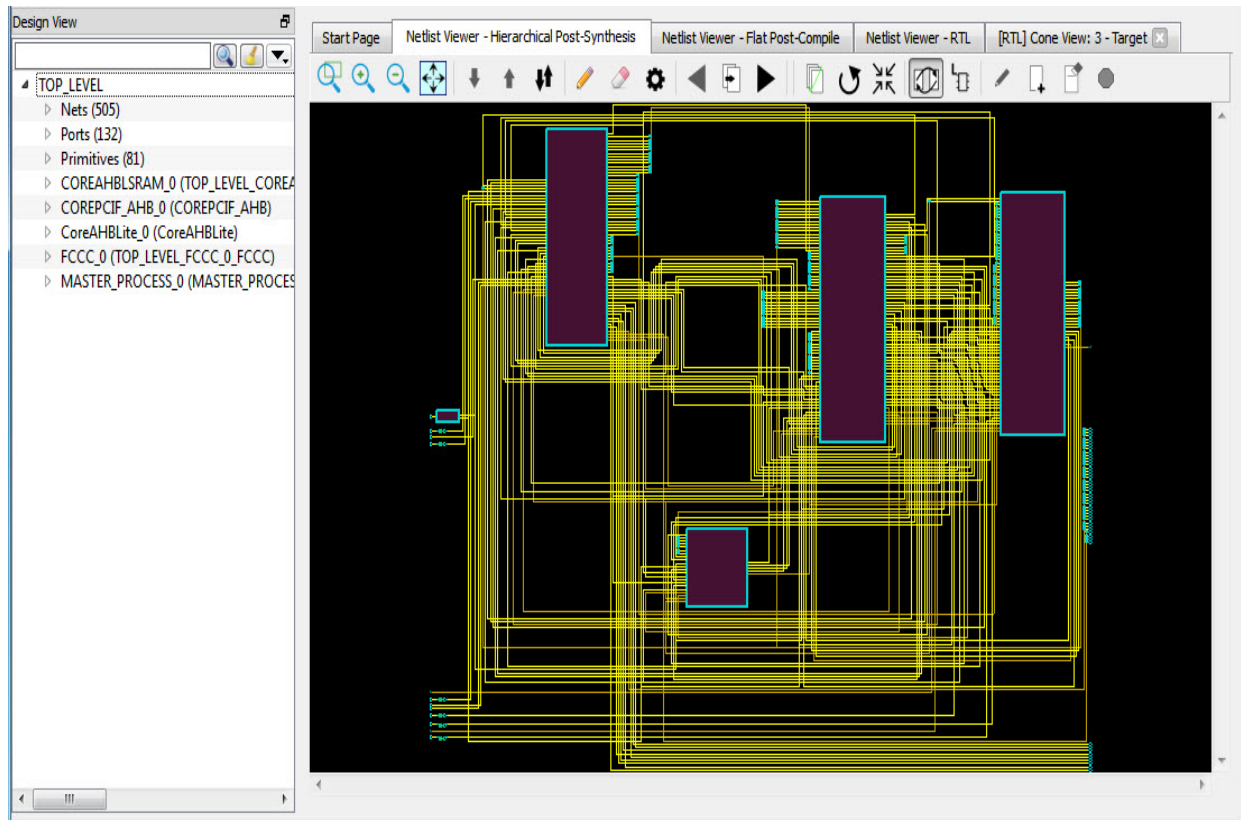 Design View
Start Page
Netlist Viewer - Hierarchical Post-Synthesis
Netlist Viewer - Flat Post-Compile
Netlist Viewer - RTL
[RTL] Cone View: 3 - Target
TOP_LEVEL
Nets (505)
Ports (132)
Primitives (81)
COREAHBLSRAM_0 (TOP_LEVEL_COREA
COREPCIF_AHB_0 (COREPCIF_AHB)
CoreAHBLite_0 (CoreAHBLite)
FCCC_0 (TOP_LEVEL_FCCC_0_FCCC)
MASTER_PROCESS_0 (MASTER_PROCES